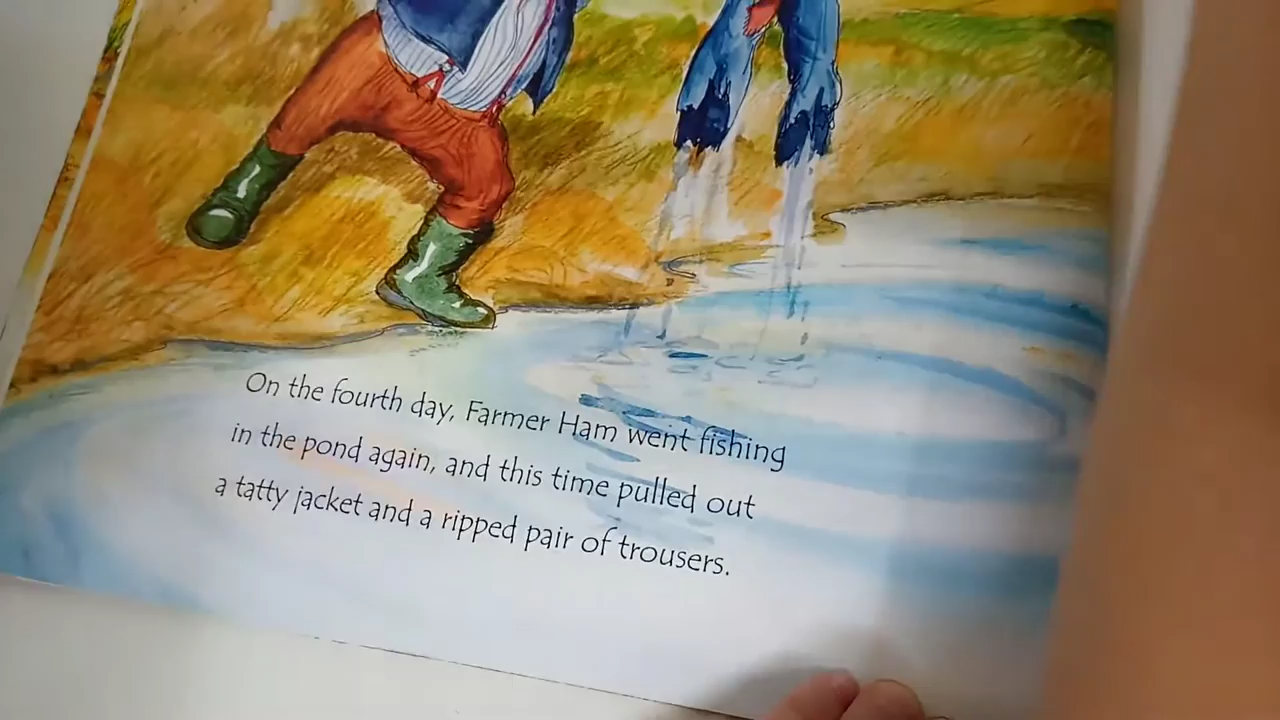 On the fourth day, Farmer Ham went fishing
in the pond again, and this time pulled out
a tatty jacket and a ripped pair of trousers.